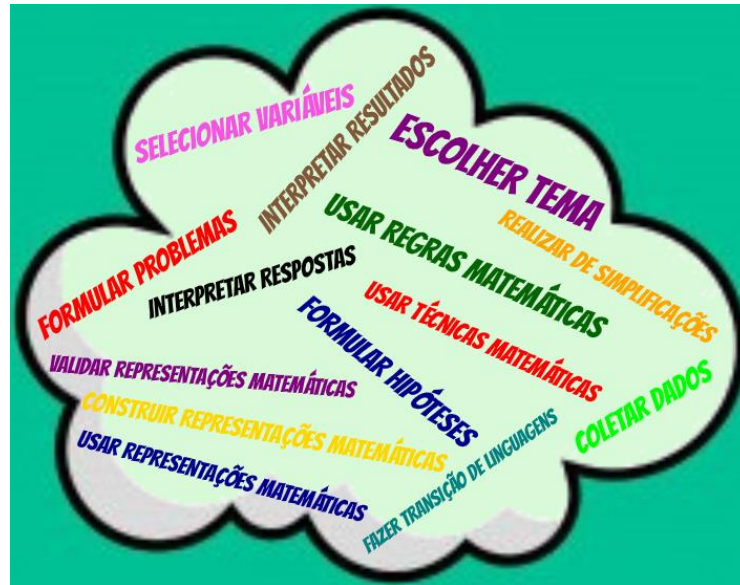 SELECIONAR VARIÁVEIS
INTERPRETAR RESULTADOS
ESCOLHER TEMA
REALIZAR DE SIMPLIFICAÇÕES
USAR REGRAS MATEMÁTICAS
FORMULAR PROBLEMAS
INTERPRETAR RESPOSTAS
USAR TÉCNICAS MATEMÁTICAS
FORMULAR HIPÓTESES
VALIDAR REPRESENTAÇÕES MATEMÁTICAS
COLETAR DADOS
CONSTRUIR REPRESENTAÇÕES MATEMÁTICAS
USAR REPRESENTAÇÕES MATEMÁTICAS
FAZER TRANSIÇÃO DE LINGUAGENS